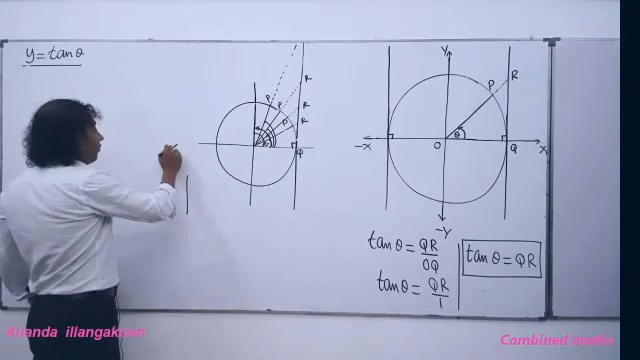 y = tanθ
P P P
R
R
R
Q
Y
P R
θ
-X O Q X
-Y
tanθ = QR/OQ
tanθ = QR/1
tanθ = QR
Ananda illangakoon
Combined maths